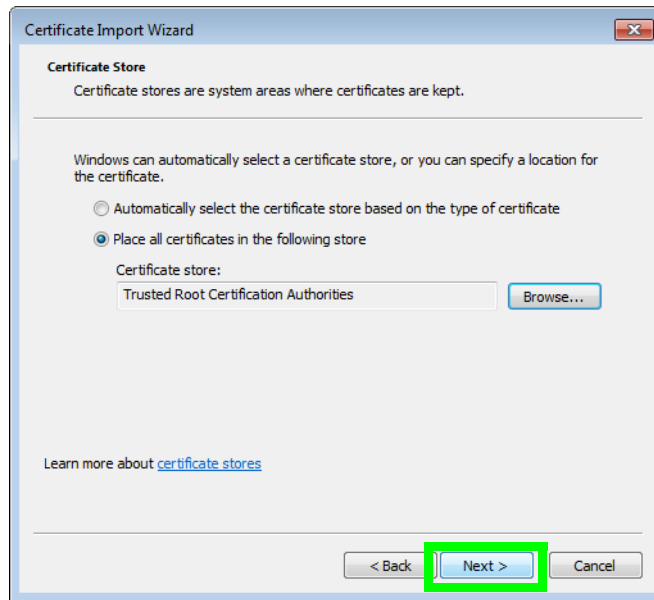 Certificate Import Wizard
Certificate Store
Certificate stores are system areas where certificates are kept.
Windows can automatically select a certificate store, or you can specify a location for
the certificate.
Automatically select the certificate store based on the type of certificate
Place all certificates in the following store
Certificate store:
Trusted Root Certification Authorities
Browse...
Learn more about certificate stores
< Back
Next >
Cancel